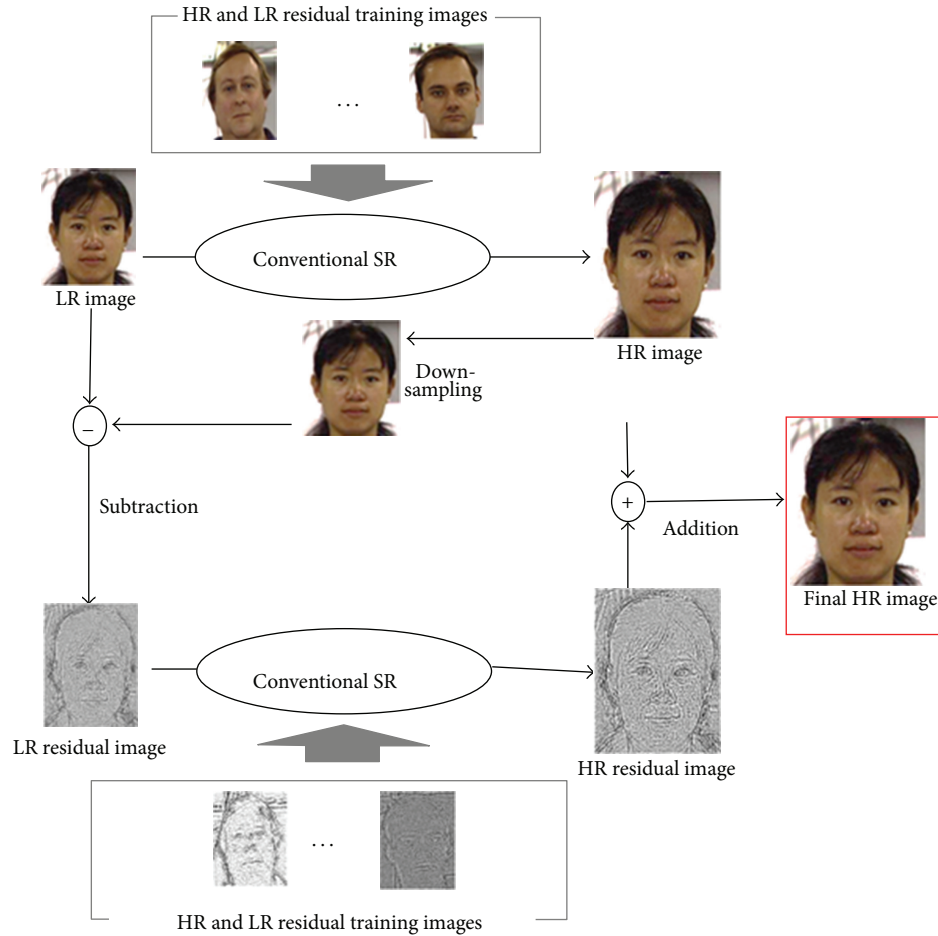 HR and LR residual training images
...
Conventional SR
LR image
HR image
Down-
sampling
−
Subtraction
+
Addition
Final HR image
Conventional SR
LR residual image
HR residual image
...
HR and LR residual training images